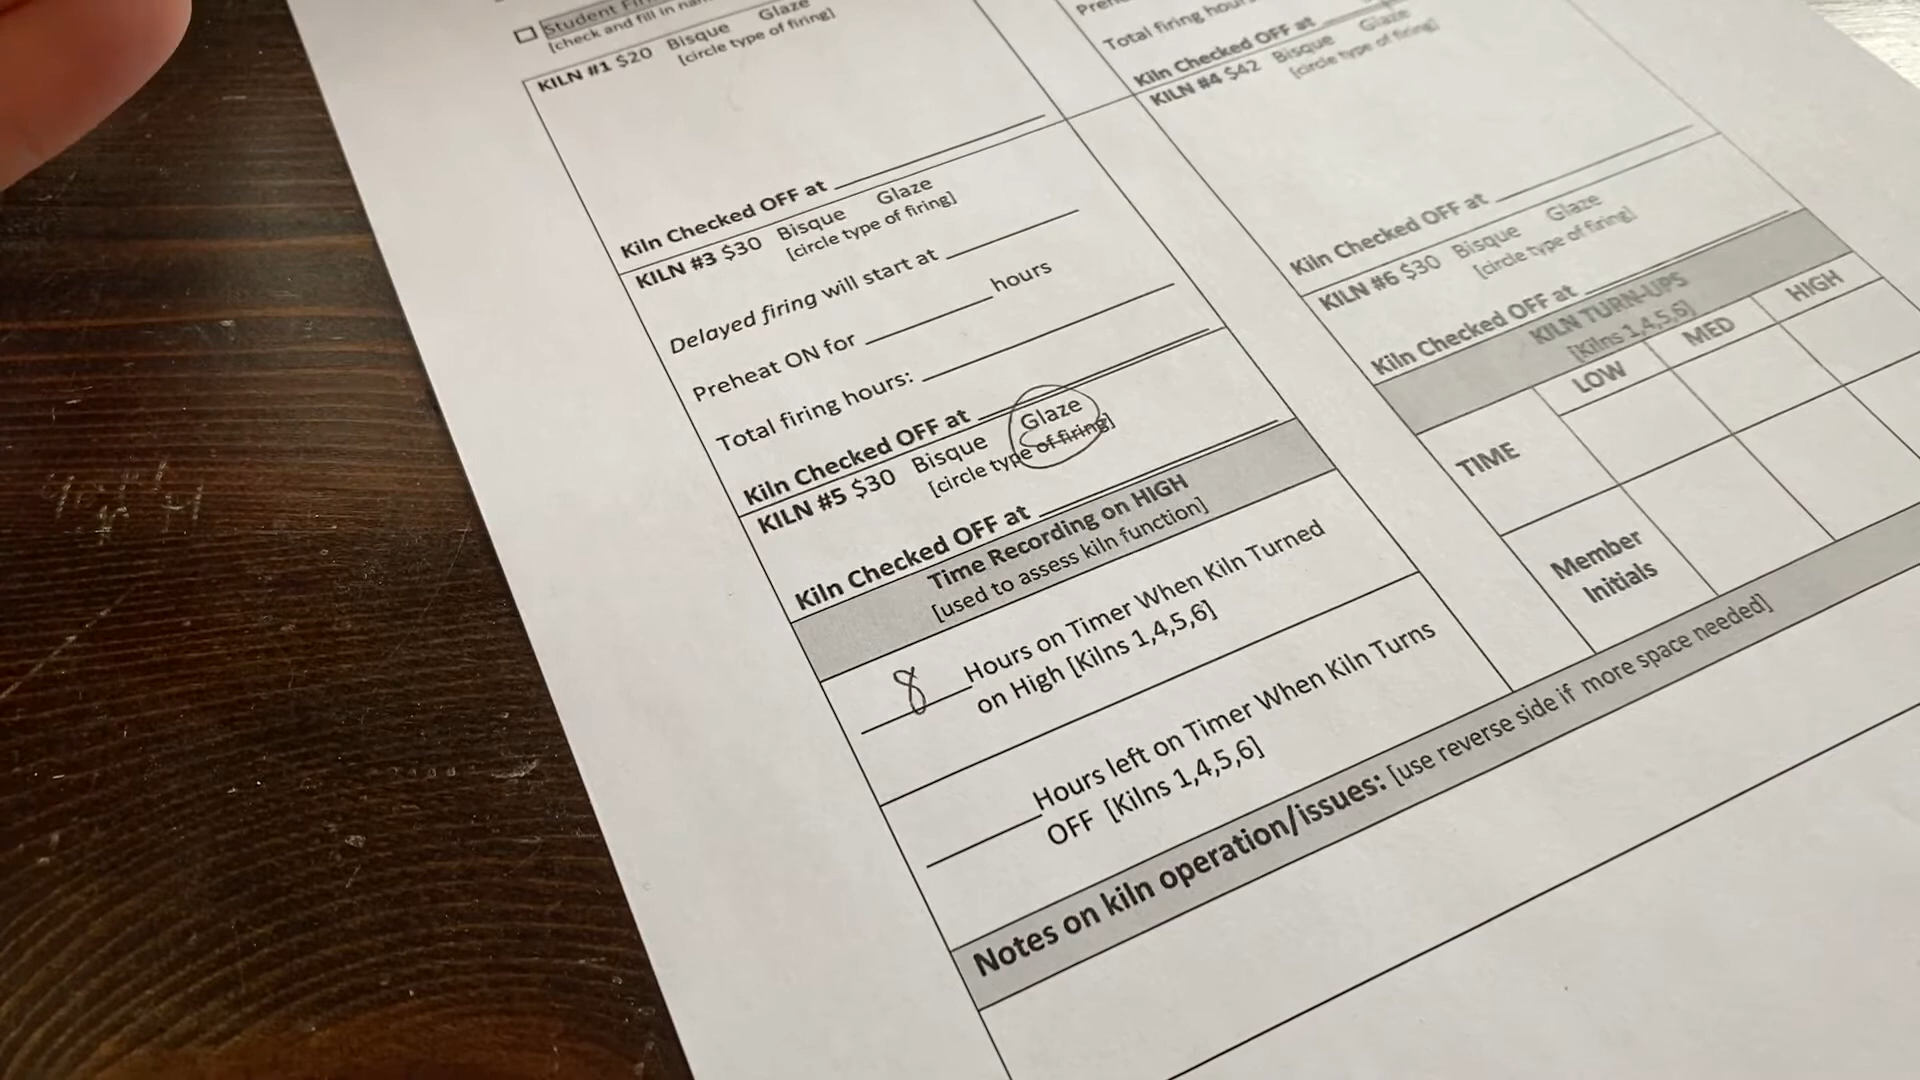 Student
[check and fill in
KILN #1 $20 Bisque Glaze
[circle type of firing]
Kiln Checked OFF at
KILN #3 $30 Bisque Glaze
[circle type of firing]
Delayed firing will start at
Preheat ON for hours
Total firing hours:
Kiln Checked OFF at
KILN #5 $30 Bisque Glaze
[circle type of firing]
Kiln Checked OFF at
Time Recording on HIGH
[used to assess kiln function]
8 Hours on Timer When Kiln Turned
on High [Kilns 1,4,5,6]
Hours left on Timer When Kiln Turns
OFF [Kilns 1,4,5,6]
Total firing hours
Kiln Checked OFF at
KILN #4 $42 Bisque Glaze
[circle type of firing]
Kiln Checked OFF at
KILN #6 $30 Bisque Glaze
[circle type of firing]
Kiln Checked OFF at
KILN TURN-UPS
[Kilns 1,4,5,6]
LOW MED HIGH
TIME
Member
Initials
Notes on kiln operation/issues: [use reverse side if more space needed]